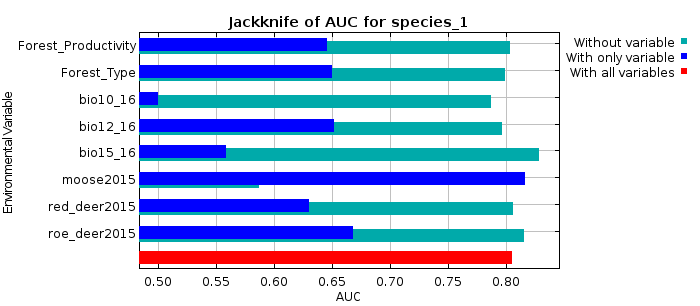 Jackknife of AUC for species_1
Environmental Variable
Forest_Productivity
Forest_Type
bio10_16
bio12_16
bio15_16
moose2015
red_deer2015
roe_deer2015
0.50 0.55 0.60 0.65 0.70 0.75 0.80
AUC
Without variable
With only variable
With all variables